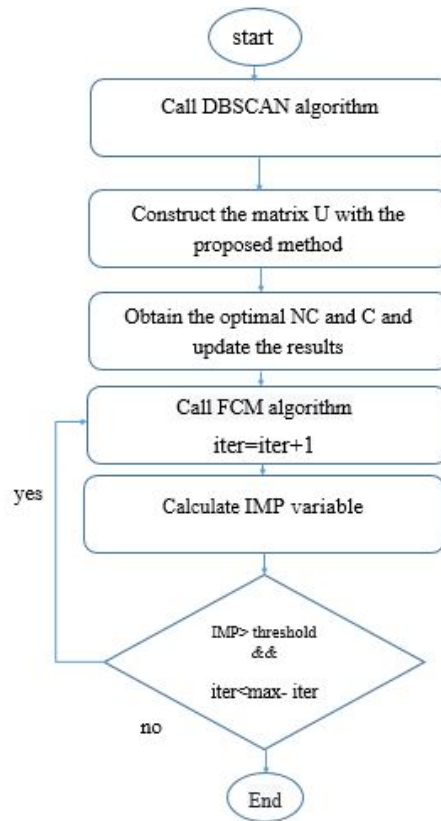 start
Call DBSCAN algorithm
Construct the matrix U with the
proposed method
Obtain the optimal NC and C and
update the results
Call FCM algorithm
iter=iter+1
yes
Calculate IMP variable
IMP> threshold
&&
iter<max- iter
no
End